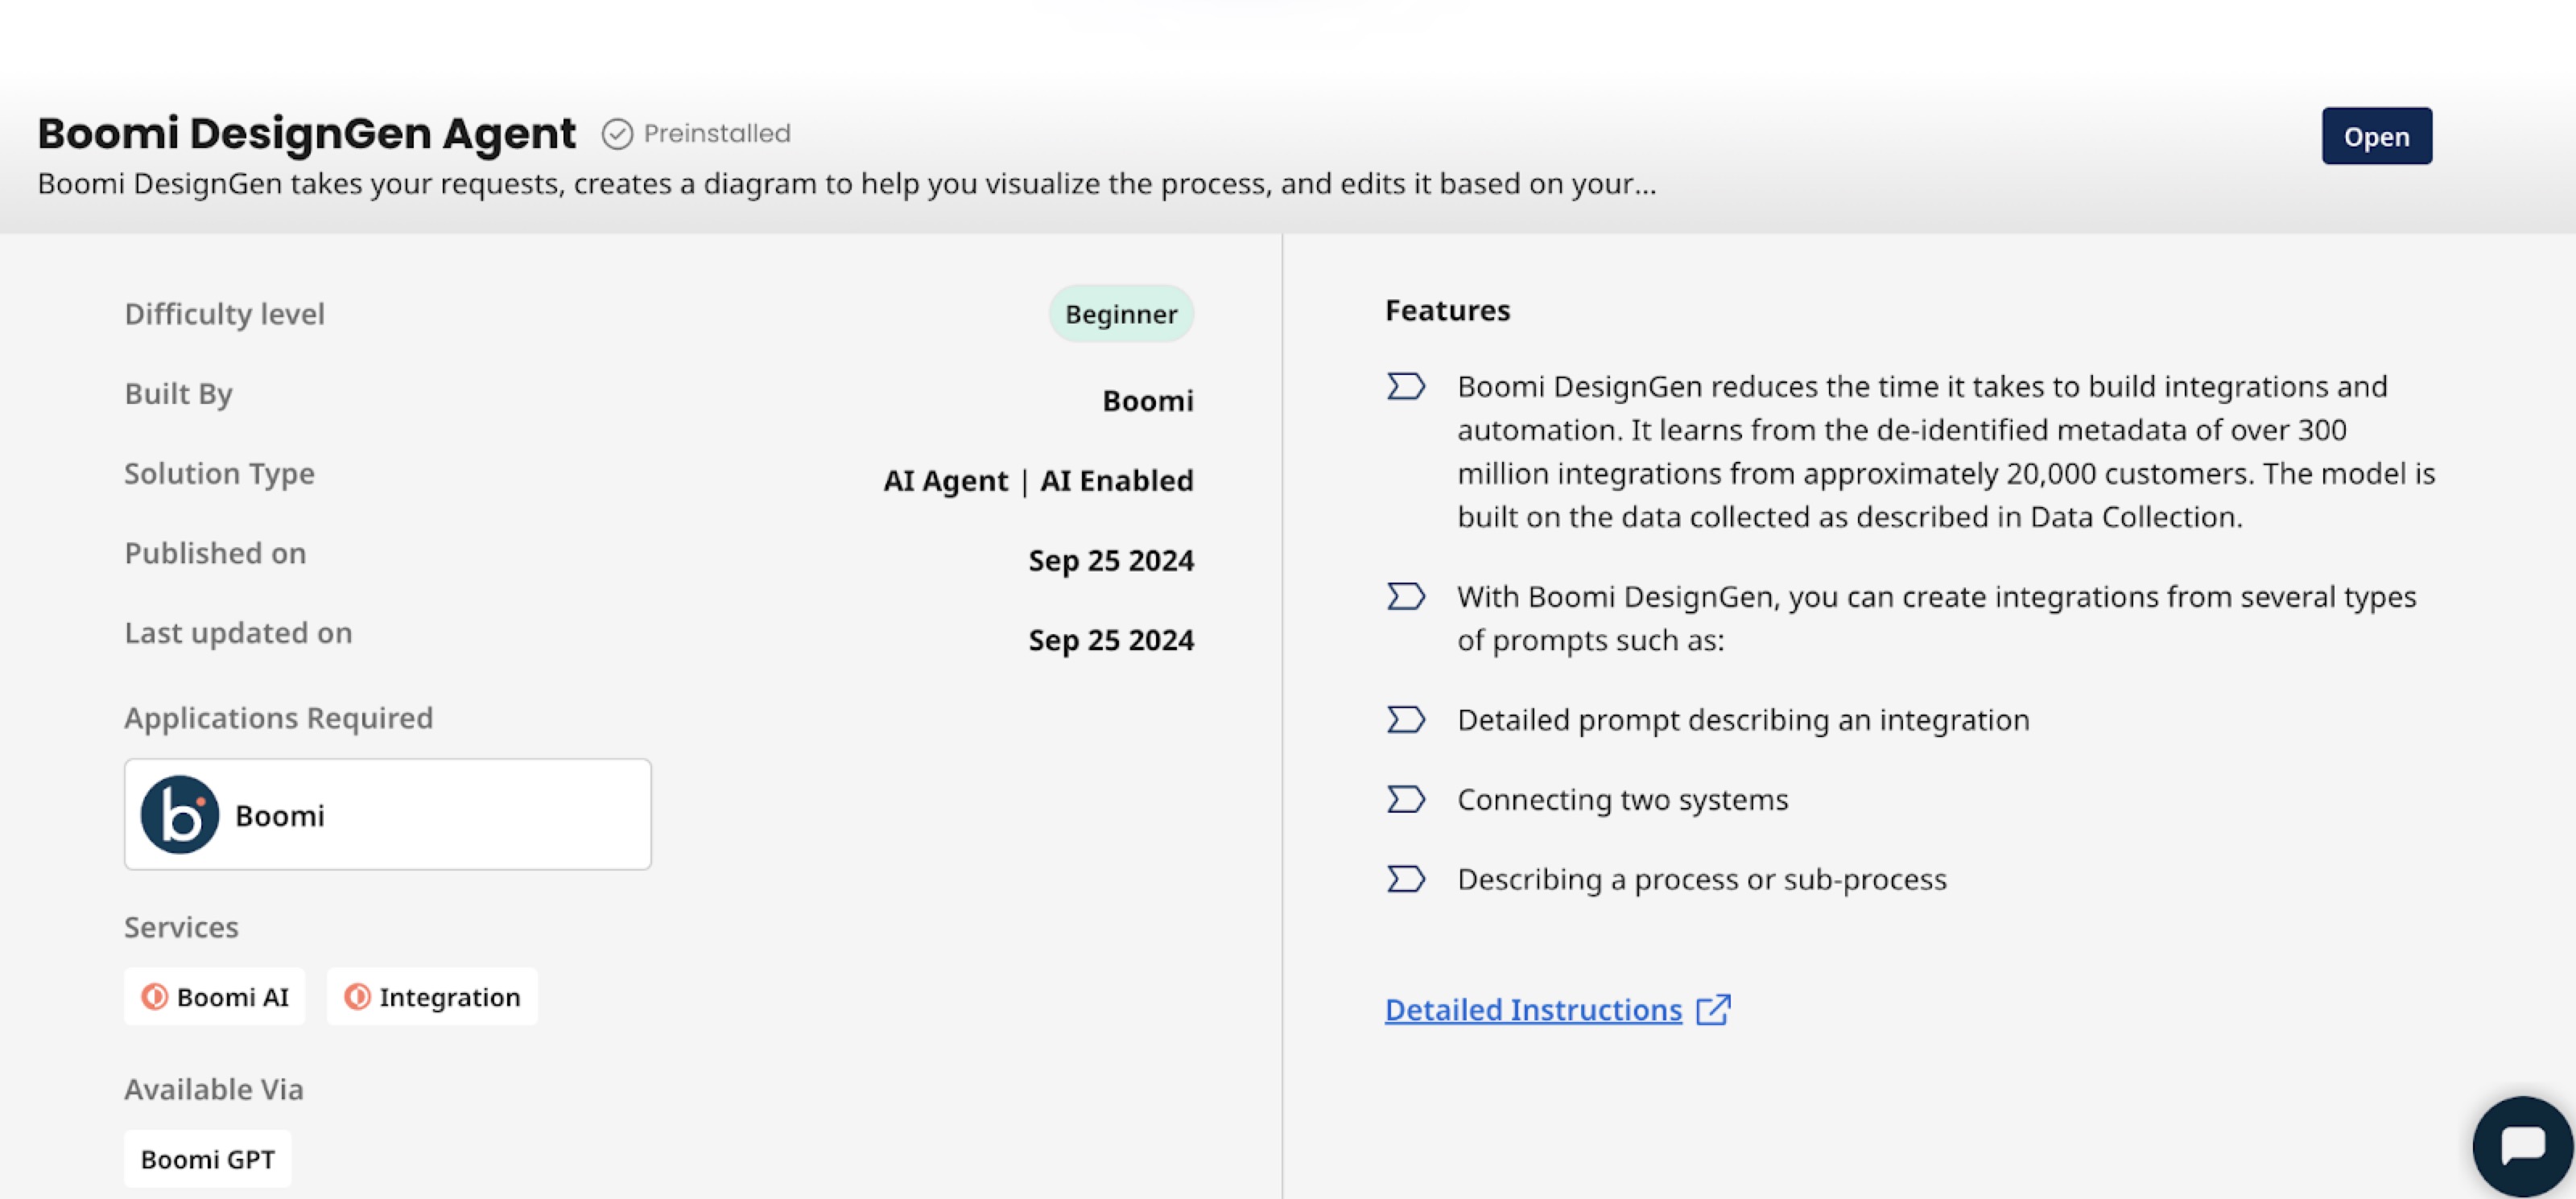 Boomi DesignGen Agent Preinstalled
Open
Boomi DesignGen takes your requests, creates a diagram to help you visualize the process, and edits it based on your...
Difficulty level Beginner
Built By Boomi
Solution Type AI Agent | AI Enabled
Published on Sep 25 2024
Last updated on Sep 25 2024
Applications Required
b Boomi
Services
Boomi AI Integration
Available Via
Boomi GPT
Features
Boomi DesignGen reduces the time it takes to build integrations and
automation. It learns from the de-identified metadata of over 300
million integrations from approximately 20,000 customers. The model is
built on the data collected as described in Data Collection.
With Boomi DesignGen, you can create integrations from several types
of prompts such as:
Detailed prompt describing an integration
Connecting two systems
Describing a process or sub-process
Detailed Instructions